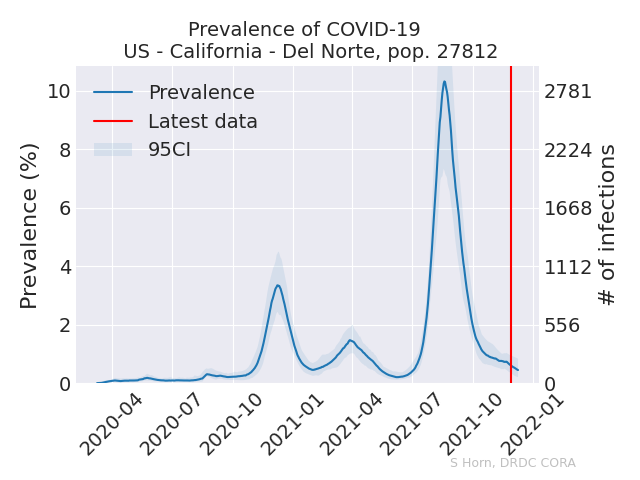 Prevalence of COVID-19
US - California - Del Norte, pop. 27812
Prevalence
Latest data
95CI
Prevalence (%)
10
8
6
4
2
0
2781
2224
1668
1112
556
0
# of infections
2020-04
2020-07
2020-10
2021-01
2021-04
2021-07
2021-10
2022-01
S Horn, DRDC CORA